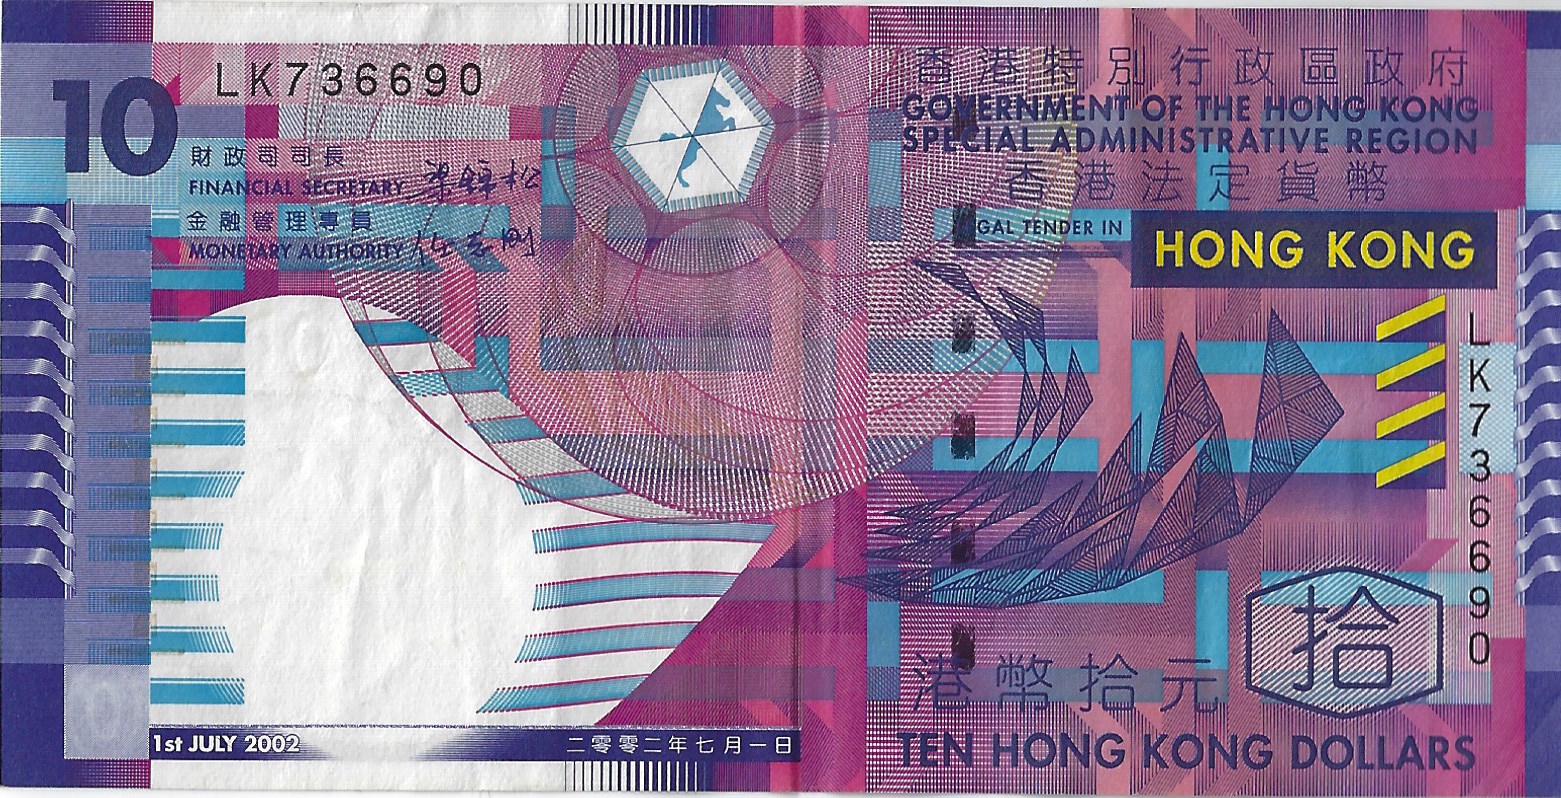 10
LK736690
財政司司長
FINANCIAL SECRETARY 梁錦松
金融管理專員
MONETARY AUTHORITY 任志剛
香港特別行政區政府
GOVERNMENT OF THE HONG KONG
SPECIAL ADMINISTRATIVE REGION
香港法定貨幣
LEGAL TENDER IN
HONG KONG
LK736690
拾
港幣拾元
TEN HONG KONG DOLLARS
1st JULY 2002
二零零二年七月一日